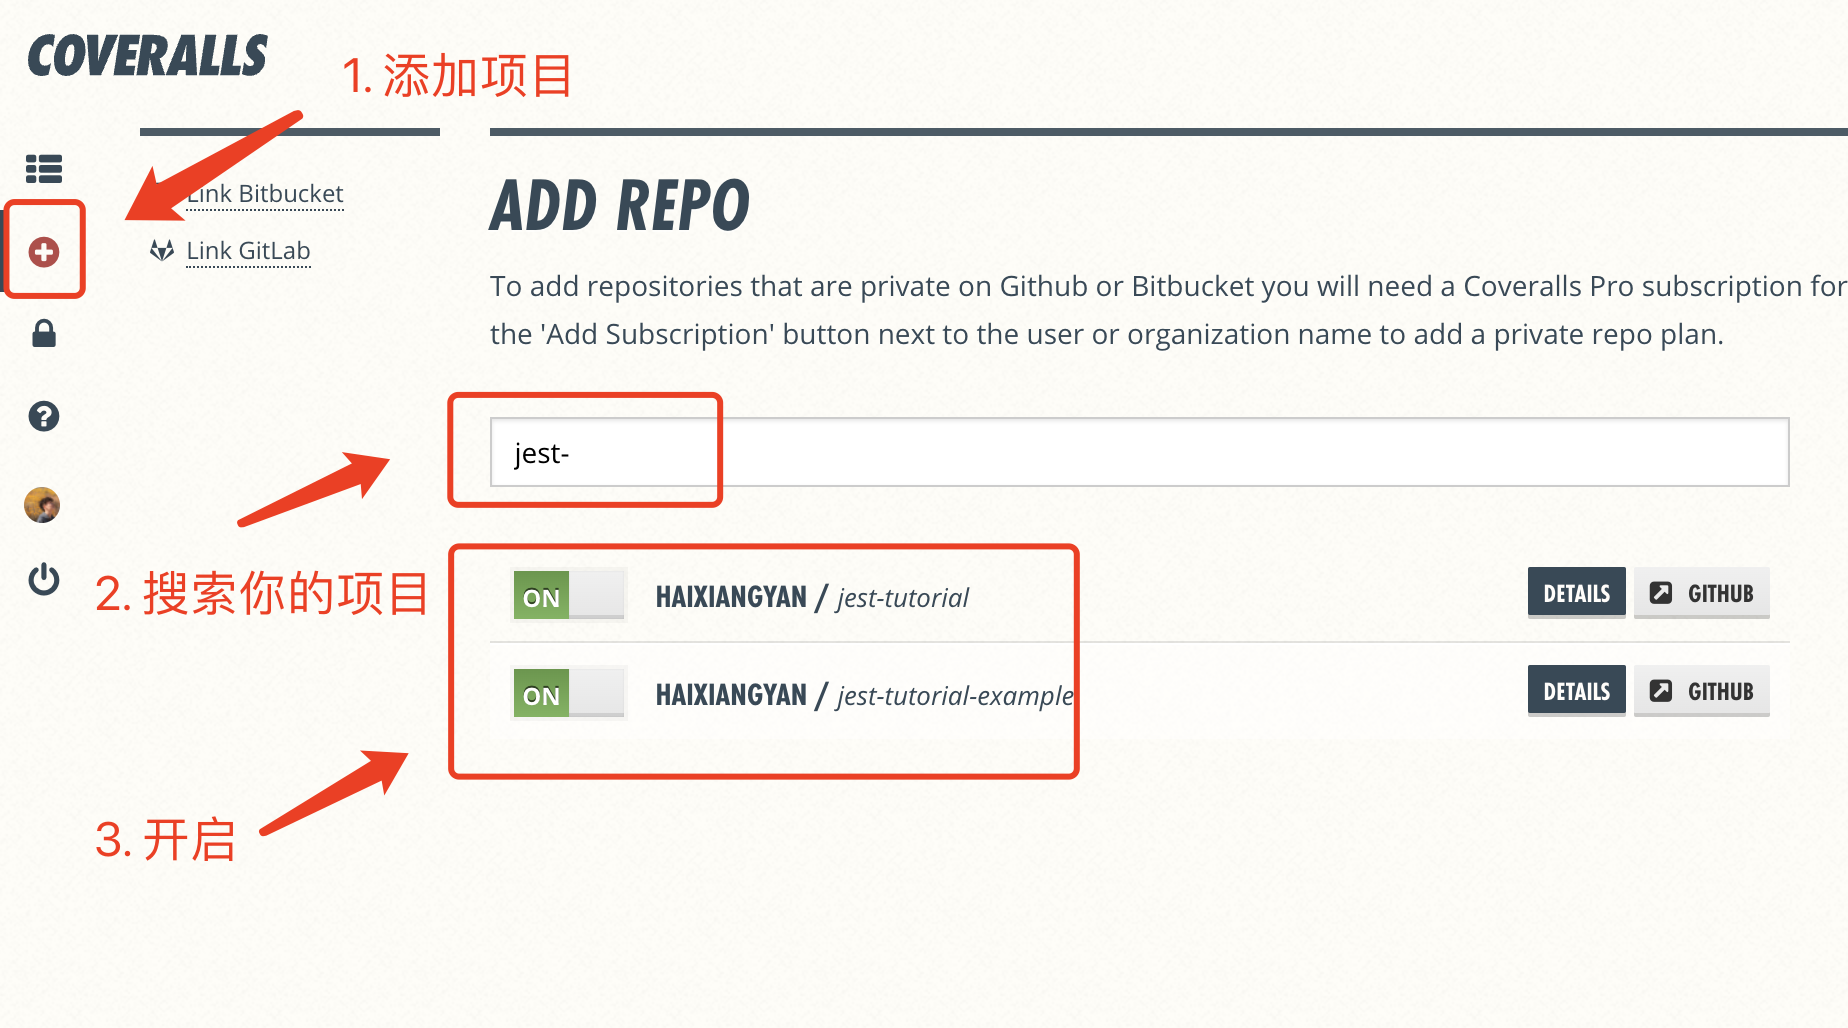 COVERALLS
1. 添加项目
Link Bitbucket
Link GitLab
ADD REPO
To add repositories that are private on Github or Bitbucket you will need a Coveralls Pro subscription for
the 'Add Subscription' button next to the user or organization name to add a private repo plan.
jest-
2. 搜索你的项目
ON HAIXIANGYAN / jest-tutorial DETAILS GITHUB
ON HAIXIANGYAN / jest-tutorial-example DETAILS GITHUB
3. 开启